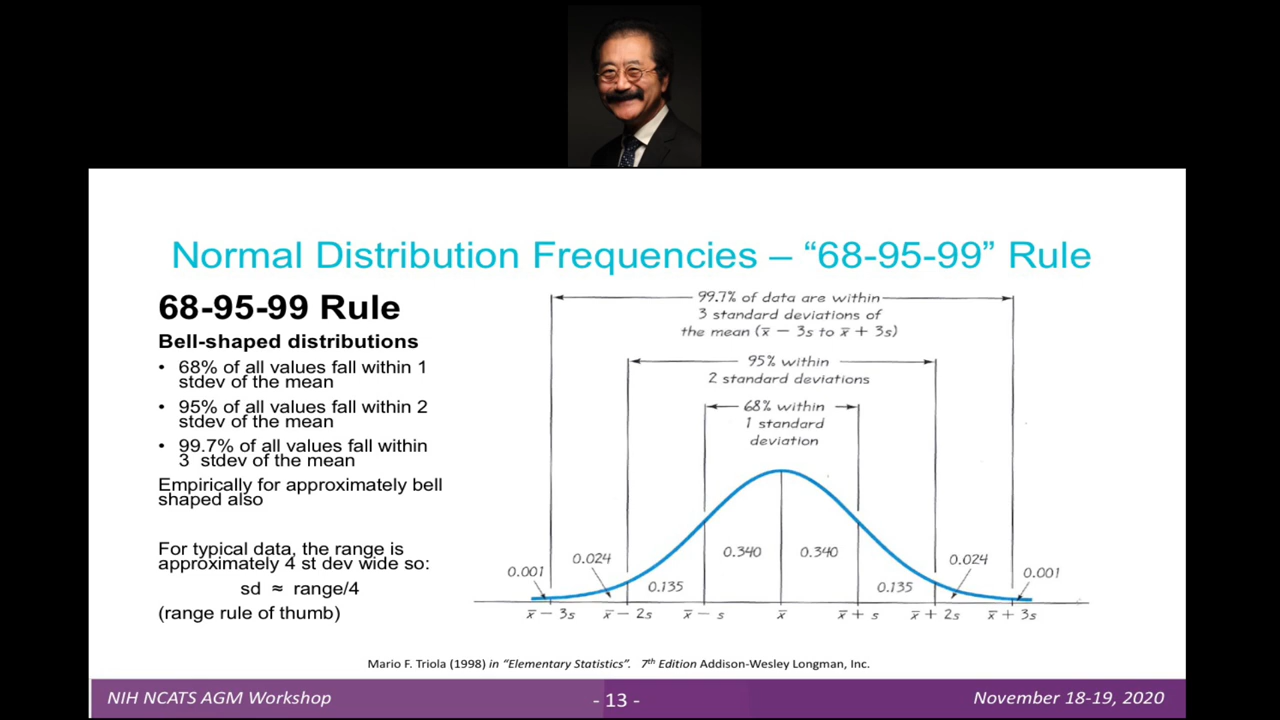 Normal Distribution Frequencies – “68-95-99” Rule
68-95-99 Rule
Bell-shaped distributions
• 68% of all values fall within 1
stdev of the mean
• 95% of all values fall within 2
stdev of the mean
• 99.7% of all values fall within
3 stdev of the mean
Empirically for approximately bell
shaped also
For typical data, the range is
approximately 4 st dev wide so:
sd ≈ range/4
(range rule of thumb)
99.7% of data are within
3 standard deviations of
the mean (x̄ − 3s to x̄ + 3s)
95% within
2 standard deviations
68% within
1 standard
deviation
0.001
0.024
0.135
0.340
0.340
0.135
0.024
0.001
x̄ − 3s
x̄ − 2s
x̄ − s
x̄
x̄ + s
x̄ + 2s
x̄ + 3s
Mario F. Triola (1998) in “Elementary Statistics”. 7th Edition Addison-Wesley Longman, Inc.
NIH NCATS AGM Workshop
- 13 -
November 18-19, 2020